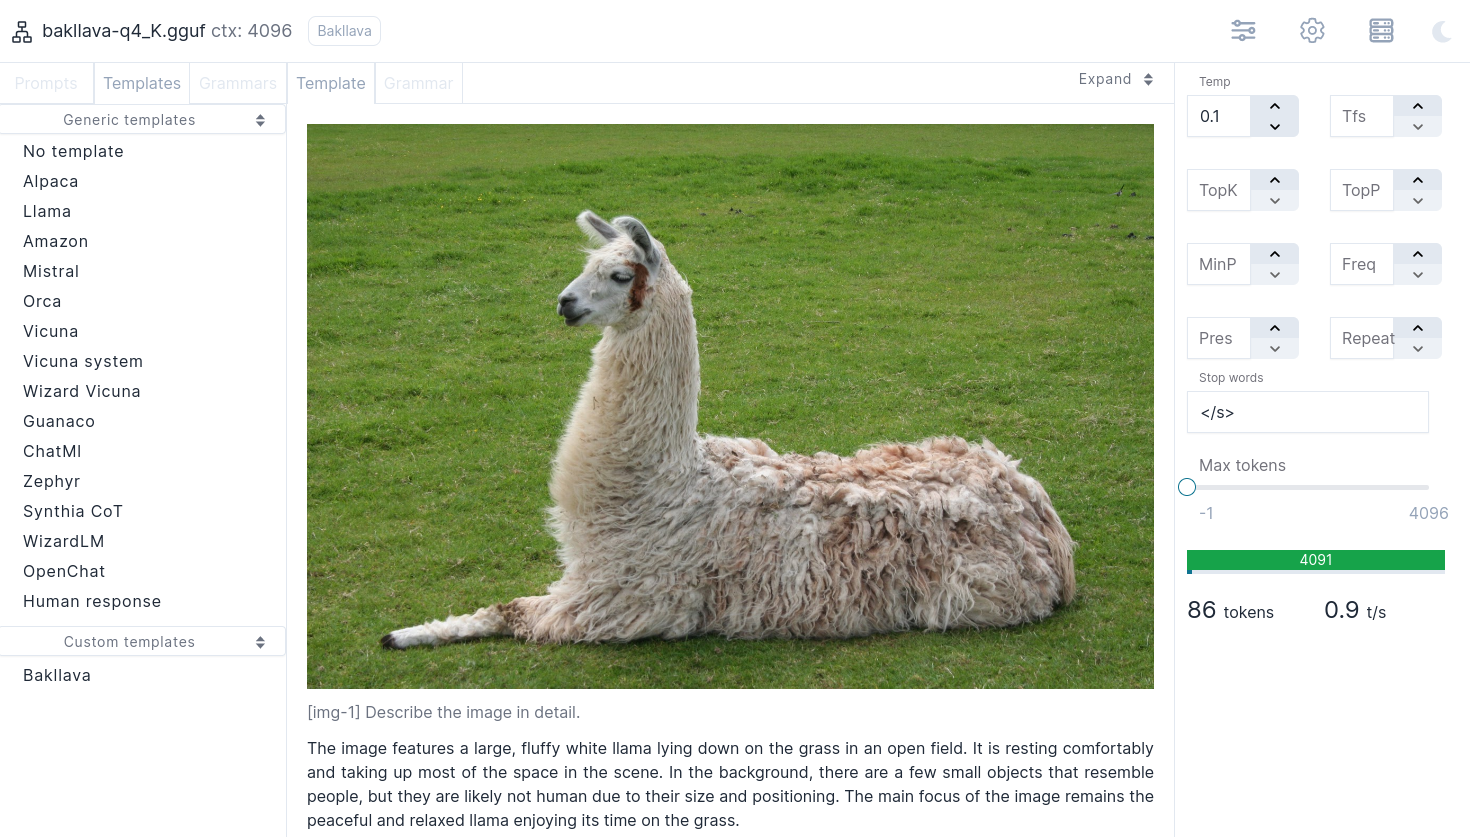 bakllava-q4_K.gguf ctx: 4096 Bakllava
Prompts Templates Grammars Template Grammar Expand
Generic templates
No template
Alpaca
Llama
Amazon
Mistral
Orca
Vicuna
Vicuna system
Wizard Vicuna
Guanaco
ChatMl
Zephyr
Synthia CoT
WizardLM
OpenChat
Human response
Custom templates
Bakllava
[img-1] Describe the image in detail.
The image features a large, fluffy white llama lying down on the grass in an open field. It is resting comfortably
and taking up most of the space in the scene. In the background, there are a few small objects that resemble
people, but they are likely not human due to their size and positioning. The main focus of the image remains the
peaceful and relaxed llama enjoying its time on the grass.
Temp
0.1 Tfs
TopK TopP
MinP Freq
Pres Repeat
Stop words
</s>
Max tokens
-1 4096
4091
86 tokens 0.9 t/s